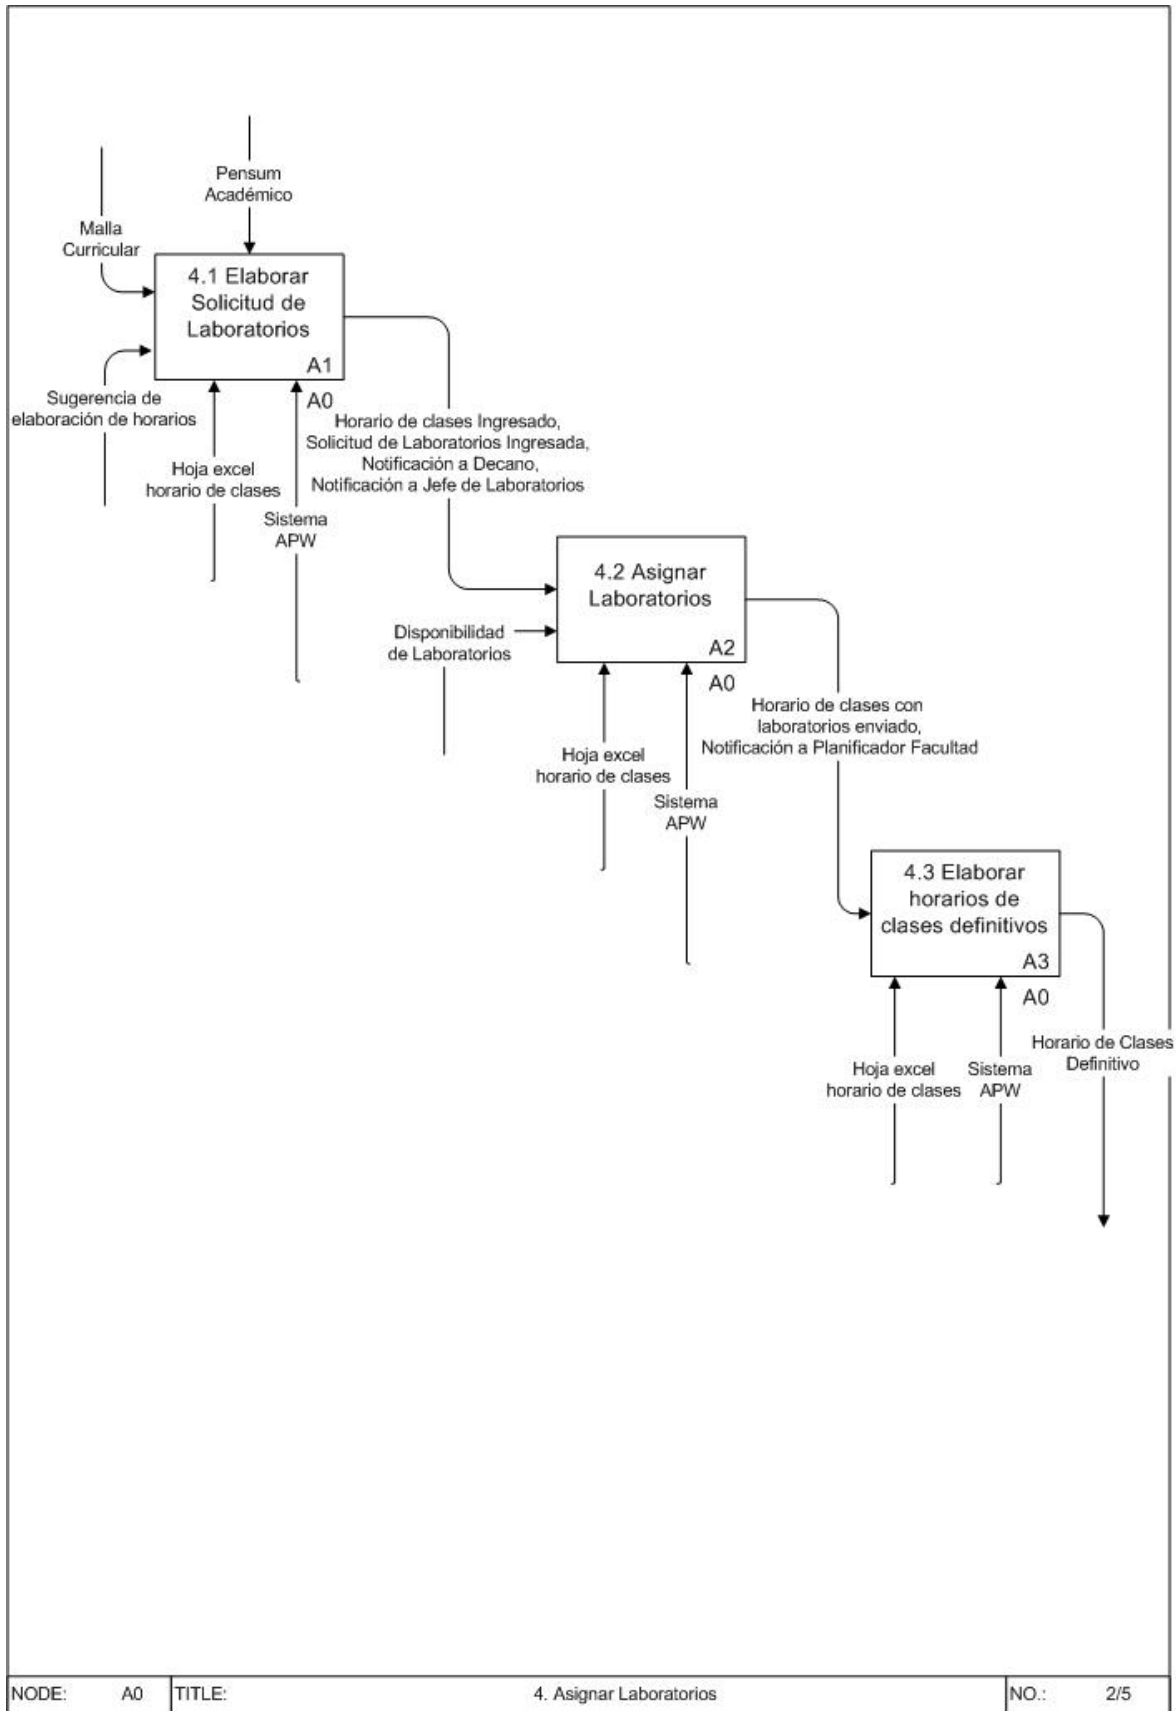 Pensum
Académico
Malla
Curricular
4.1 Elaborar
Solicitud de
Laboratorios
A1
A0
Sugerencia de
elaboración de horarios
Hoja excel
horario de clases
Sistema
APW
Horario de clases Ingresado,
Solicitud de Laboratorios Ingresada,
Notificación a Decano,
Notificación a Jefe de Laboratorios
4.2 Asignar
Laboratorios
A2
A0
Disponibilidad
de Laboratorios
Hoja excel
horario de clases
Sistema
APW
Horario de clases con
laboratorios enviado,
Notificación a Planificador Facultad
4.3 Elaborar
horarios de
clases definitivos
A3
A0
Hoja excel
horario de clases
Sistema
APW
Horario de Clases
Definitivo
NODE: A0 TITLE: 4. Asignar Laboratorios NO.: 2/5